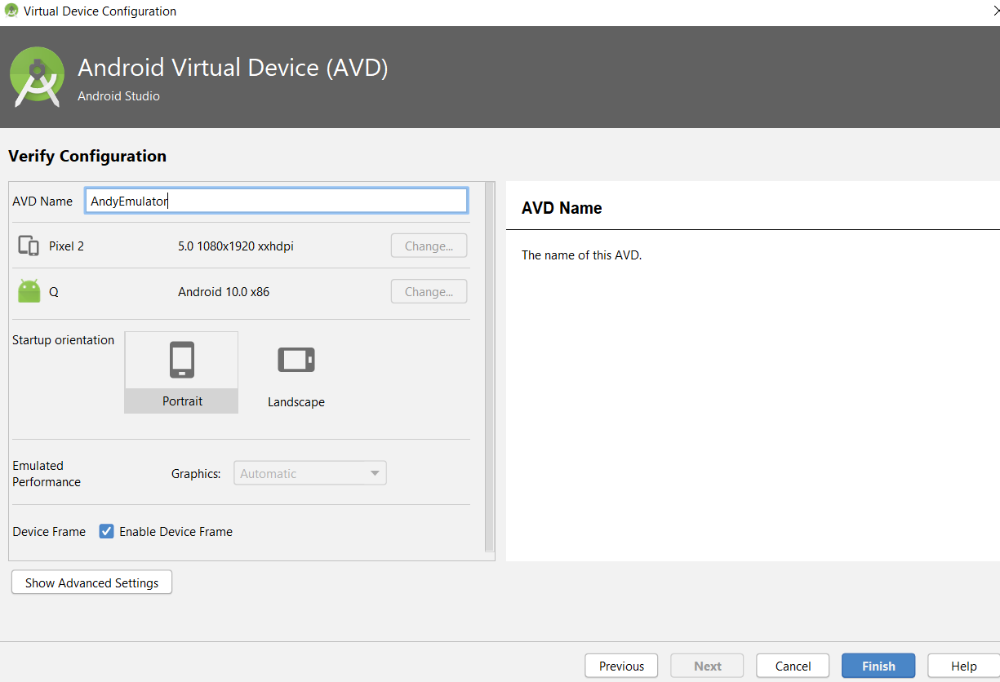 Virtual Device Configuration
Android Virtual Device (AVD)
Android Studio
Verify Configuration
AVD Name AndyEmulator
Pixel 2 5.0 1080x1920 xxhdpi Change...
Q Android 10.0 x86 Change...
Startup orientation
Portrait Landscape
Emulated
Performance
Graphics: Automatic
Device Frame Enable Device Frame
Show Advanced Settings
AVD Name
The name of this AVD.
Previous Next Cancel Finish Help